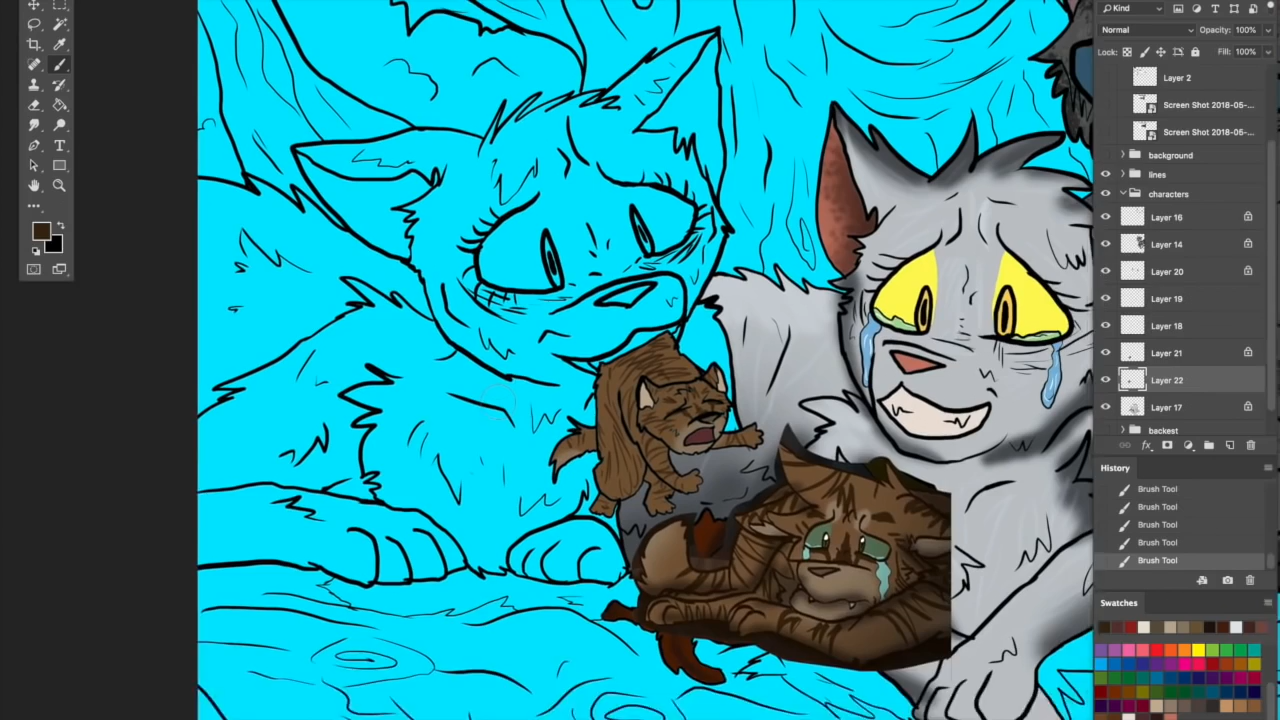 Kind
Normal
Opacity: 100%
Lock:
Fill: 100%
Layer 2
Screen Shot 2018-05-...
Screen Shot 2018-05-...
background
lines
characters
Layer 16
Layer 14
Layer 20
Layer 19
Layer 18
Layer 21
Layer 22
Layer 17
backest
fx
History
Brush Tool
Brush Tool
Brush Tool
Brush Tool
Brush Tool
Swatches